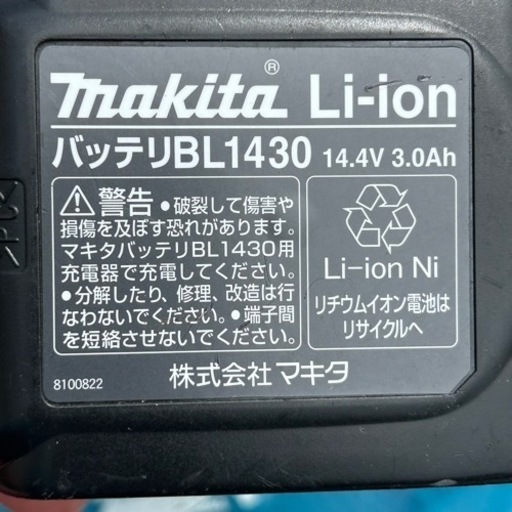 makita® Li-ion
バッテリBL1430 14.4V 3.0Ah
⚠警告 ●破裂して傷害や
損傷を及ぼす恐れがあります。
マキタバッテリBL1430用
充電器で充電してください。
●分解したり、修理、改造は行
なわないでください。●端子間
を短絡させないでください。
Li-ion Ni
リチウムイオン電池は
リサイクルへ
8100822
株式会社マキタ
>PC<